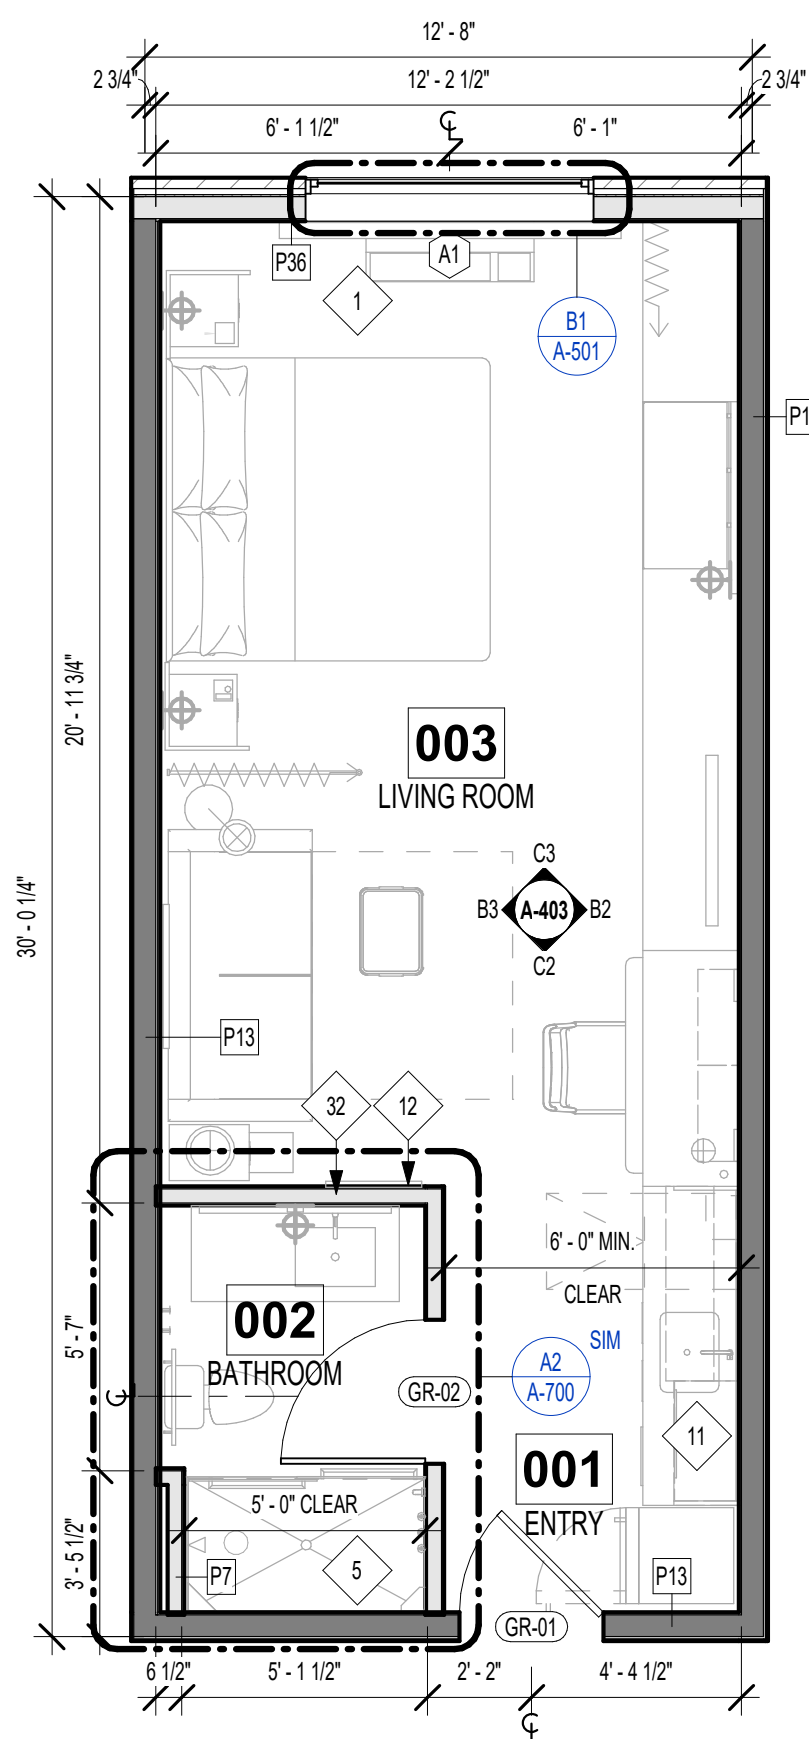 12' - 8"
2 3/4"
12' - 2 1/2"
2 3/4"
6' - 1 1/2"
6' - 1"
P36
A1
1
B1
A-501
P1
20' - 11 3/4"
30' - 0 1/4"
003
LIVING ROOM
C3
B3
A-403
B2
C2
P13
32
12
6' - 0" MIN.
CLEAR
002
BATHROOM
5' - 7"
SIM
A2
A-700
GR-02
11
001
ENTRY
5' - 0" CLEAR
3' - 5 1/2"
P7
5
P13
GR-01
6 1/2"
5' - 1 1/2"
2' - 2"
4' - 4 1/2"